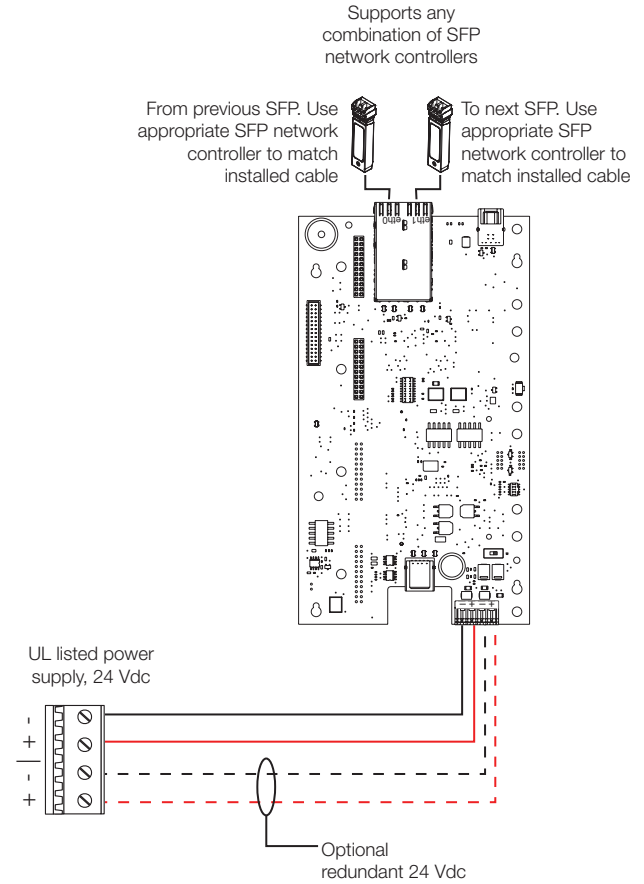 Supports any
combination of SFP
network controllers
From previous SFP. Use
appropriate SFP network
controller to match
installed cable
To next SFP. Use
appropriate SFP
network controller to
match installed cable
eth0
eth1
- + - +
UL listed power
supply, 24 Vdc
-
+
-
+
Optional
redundant 24 Vdc